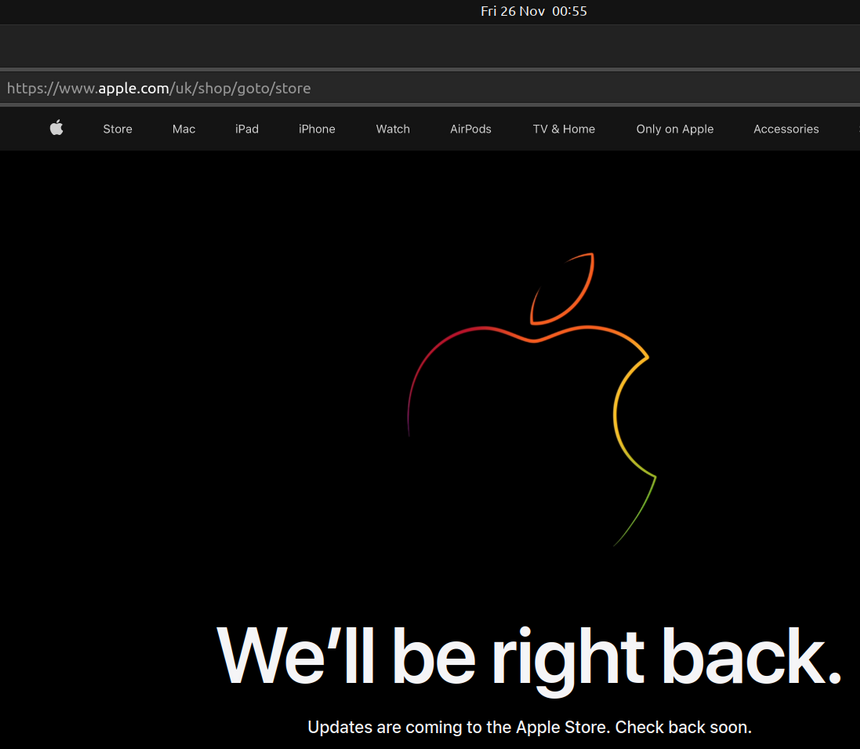 Fri 26 Nov 00:55
https://www.apple.com/uk/shop/goto/store
Store Mac iPad iPhone Watch AirPods TV & Home Only on Apple Accessories
We’ll be right back.
Updates are coming to the Apple Store. Check back soon.